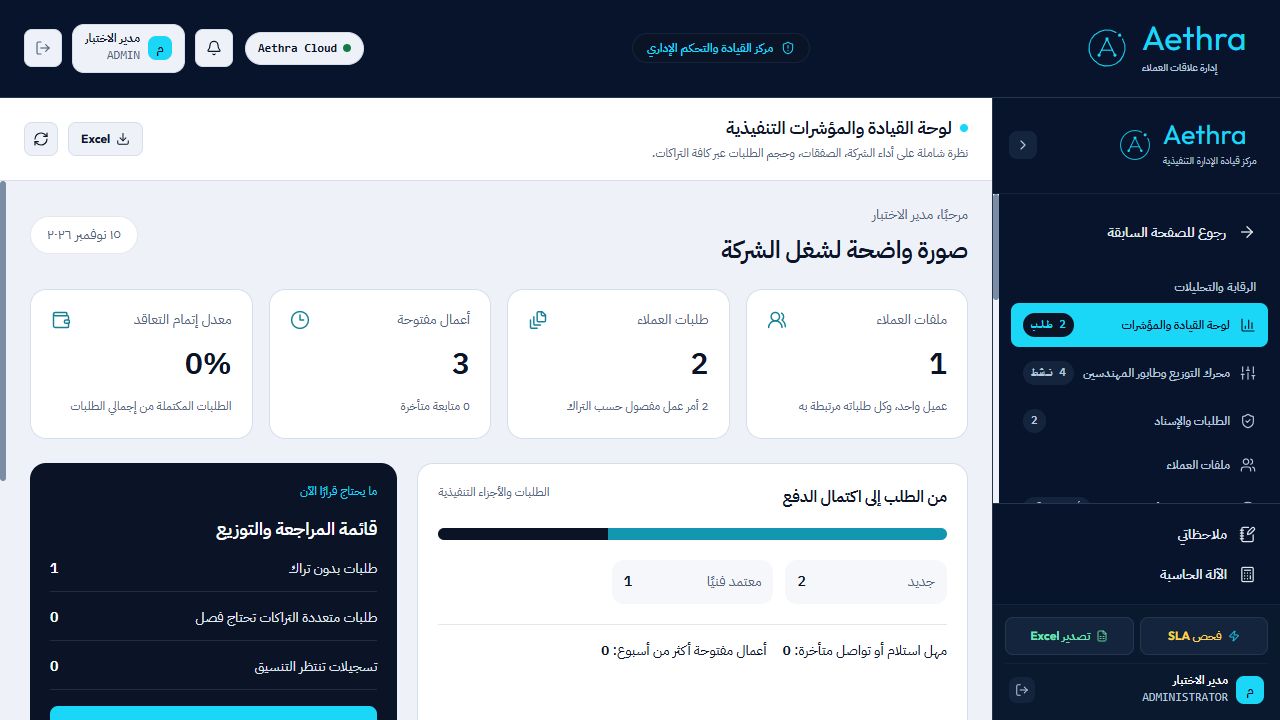 Aethra
إدارة علاقات العملاء
مركز القيادة والتحكم الإداري
Aethra Cloud
مدير الاختبار
ADMIN
م
Aethra
مركز قيادة الإدارة التنفيذية
رجوع للصفحة السابقة
الرقابة والتحليلات
لوحة القيادة والمؤشرات
2 طلب
محرك التوزيع وطابور المهندسين
4 نشط
الطلبات والإسناد
2
ملفات العملاء
ملاحظاتي
الآلة الحاسبة
فحص SLA
تصدير Excel
مدير الاختبار
ADMINISTRATOR
م
لوحة القيادة والمؤشرات التنفيذية
نظرة شاملة على أداء الشركة، الصفقات، وحجم الطلبات عبر كافة التراكات.
Excel
مرحبًا، مدير الاختبار
صورة واضحة لشغل الشركة
١٥ نوفمبر ٢٠٢٦
ملفات العملاء
1
عميل واحد، وكل طلباته مرتبطة به
طلبات العملاء
2
2 أمر عمل مفصول حسب التراك
أعمال مفتوحة
3
0 متابعة متأخرة
معدل إتمام التعاقد
0%
الطلبات المكتملة من إجمالي الطلبات
من الطلب إلى اكتمال الدفع
الطلبات والأجزاء التنفيذية
جديد
2
معتمد فنيًا
1
مهل استلام أو تواصل متأخرة: 0
أعمال مفتوحة أكثر من أسبوع: 0
ما يحتاج قرارًا الآن
قائمة المراجعة والتوزيع
طلبات بدون تراك
1
طلبات متعددة التراكات تحتاج فصل
0
تسجيلات تنتظر التنسيق
0